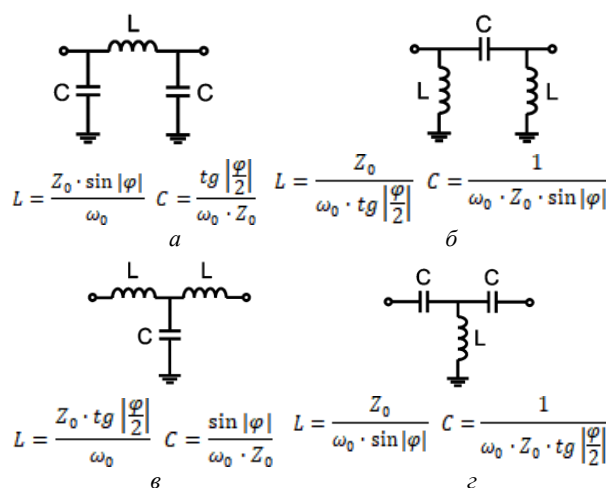 L
C
C
C
L
L
L = Z₀ · sin|φ| / ω₀ C = tg|φ/2| / ω₀ · Z₀
L = Z₀ / ω₀ · tg|φ/2| C = 1 / ω₀ · Z₀ · sin|φ|
а
б
L
L
C
C
C
L
L = Z₀ · tg|φ/2| / ω₀ C = sin|φ| / ω₀ · Z₀
L = Z₀ / ω₀ · sin|φ| C = 1 / ω₀ · Z₀ · tg|φ/2|
в
г